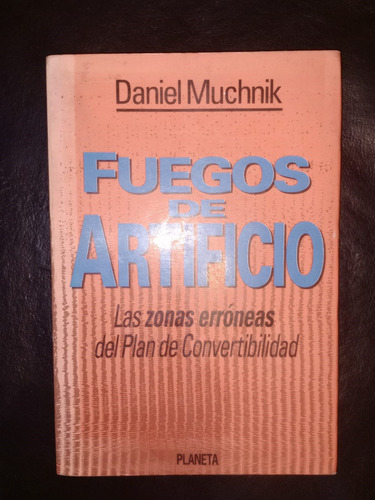 Daniel Muchnik
FUEGOS
DE
ARTIFICIO
Las zonas erróneas
del Plan de Convertibilidad
PLANETA